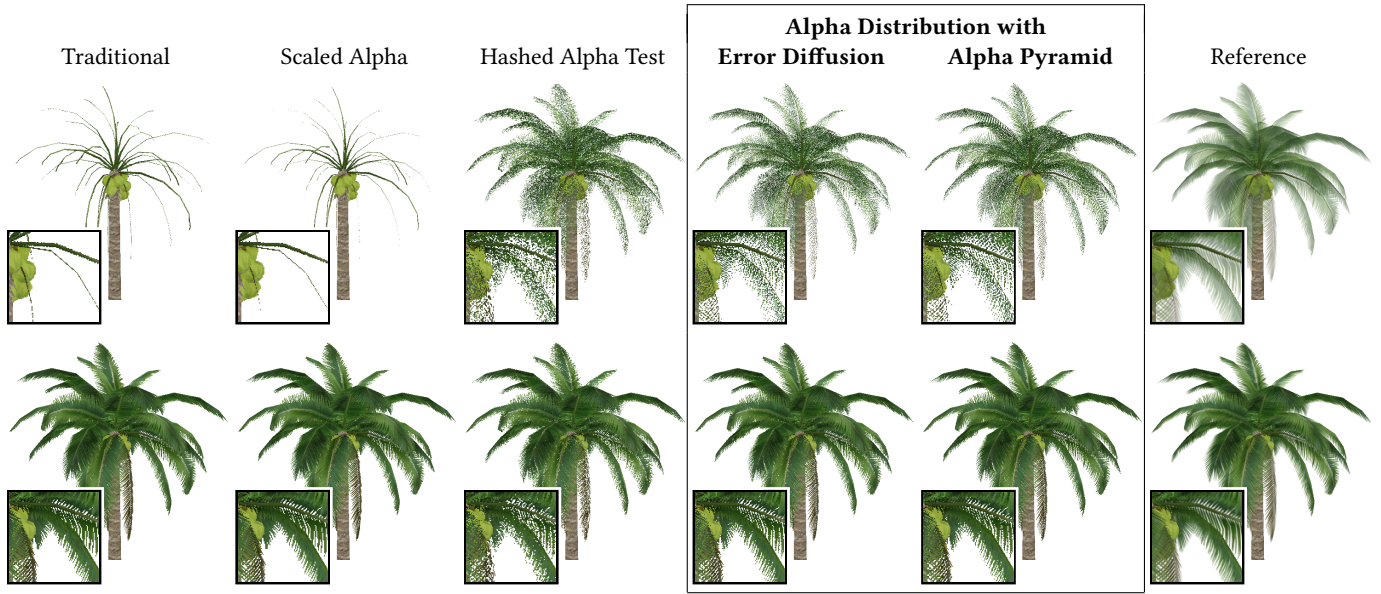 Alpha Distribution with
Traditional Scaled Alpha Hashed Alpha Test Error Diffusion Alpha Pyramid Reference